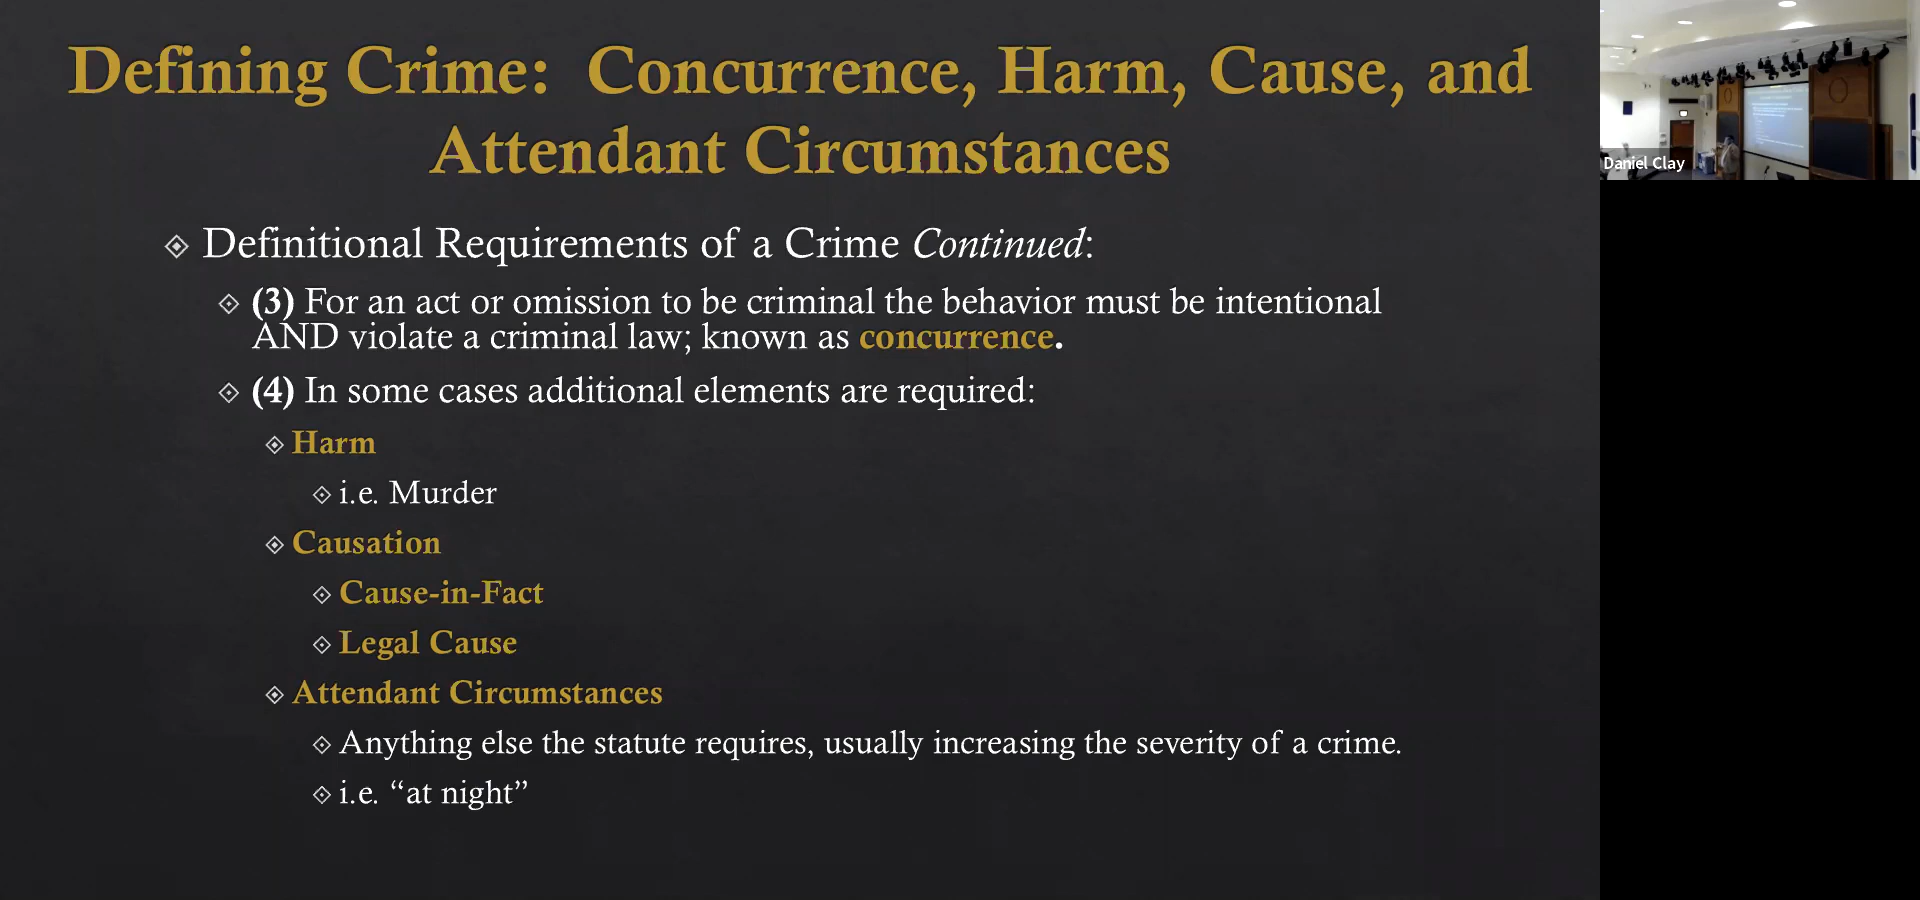 Defining Crime:  Concurrence, Harm, Cause, and
Attendant Circumstances
Definitional Requirements of a Crime Continued:
(3) For an act or omission to be criminal the behavior must be intentional
AND violate a criminal law; known as concurrence.
(4) In some cases additional elements are required:
Harm
i.e. Murder
Causation
Cause-in-Fact
Legal Cause
Attendant Circumstances
Anything else the statute requires, usually increasing the severity of a crime.
i.e. “at night”
Daniel Clay